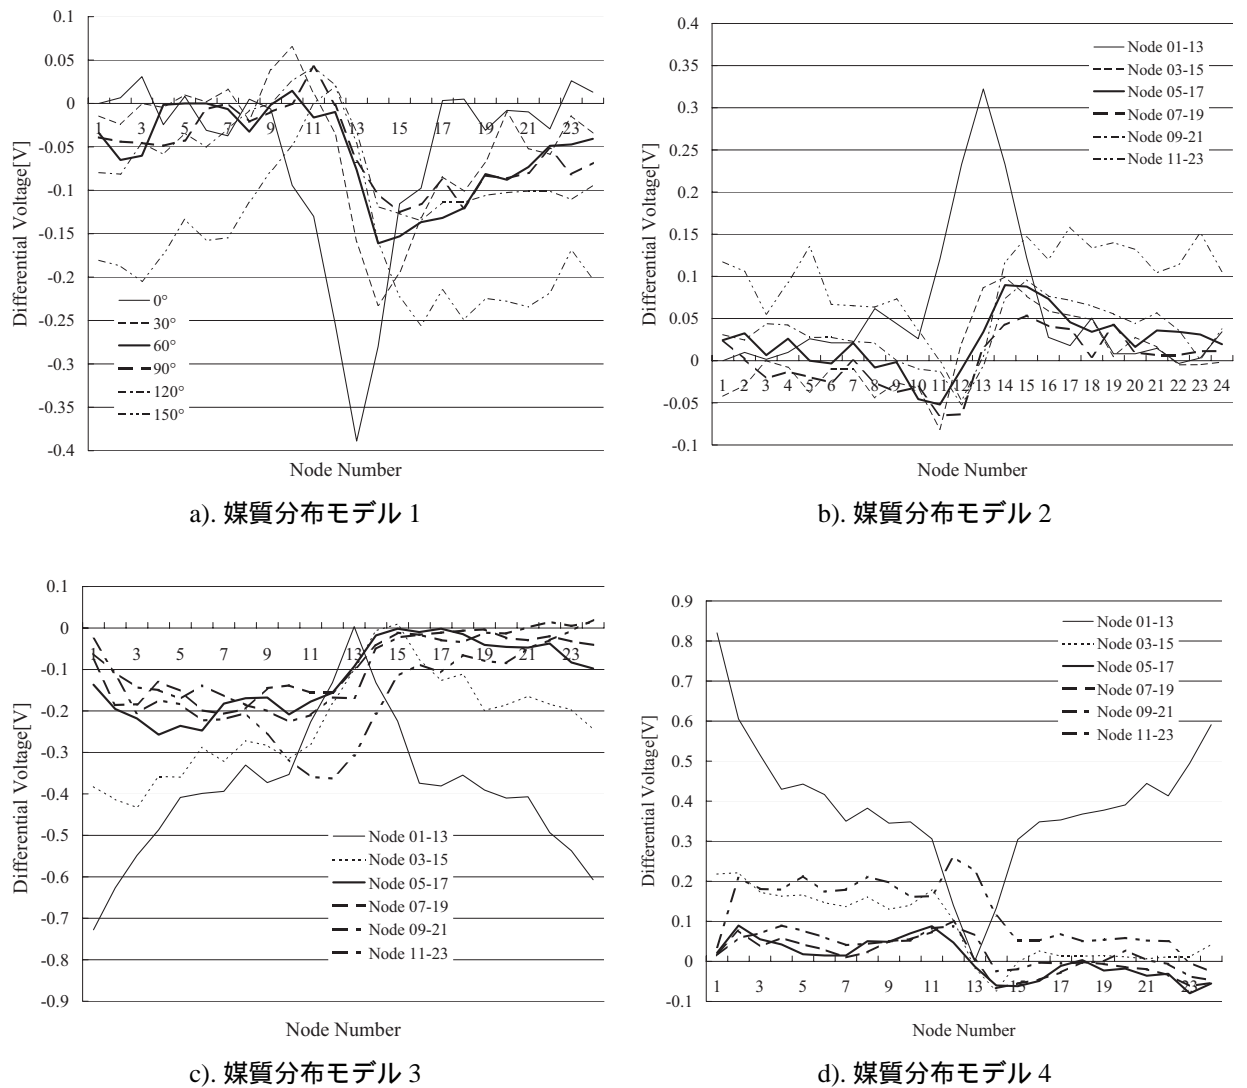 0.1
0.05
0
-0.05
-0.1
-0.15
-0.2
-0.25
-0.3
-0.35
-0.4
Differential Voltage[V]
1 3 5 7 9 11 13 15 17 19 21 23
0°
30°
60°
90°
120°
150°
Node Number
a). 媒質分布モデル 1
0.4
0.35
0.3
0.25
0.2
0.15
0.1
0.05
0
-0.05
-0.1
Differential Voltage[V]
1 2 3 4 5 6 7 8 9 10 11 12 13 14 15 16 17 18 19 20 21 22 23 24
Node 01-13
Node 03-15
Node 05-17
Node 07-19
Node 09-21
Node 11-23
Node Number
b). 媒質分布モデル 2
0.1
0
-0.1
-0.2
-0.3
-0.4
-0.5
-0.6
-0.7
-0.8
-0.9
Differential Voltage[V]
1 3 5 7 9 11 13 15 17 19 21 23
Node 01-13
Node 03-15
Node 05-17
Node 07-19
Node 09-21
Node 11-23
Node Number
c). 媒質分布モデル 3
0.9
0.8
0.7
0.6
0.5
0.4
0.3
0.2
0.1
0
-0.1
Differential Voltage[V]
1 3 5 7 9 11 13 15 17 19 21 23
Node 01-13
Node 03-15
Node 05-17
Node 07-19
Node 09-21
Node 11-23
Node Number
d). 媒質分布モデル 4